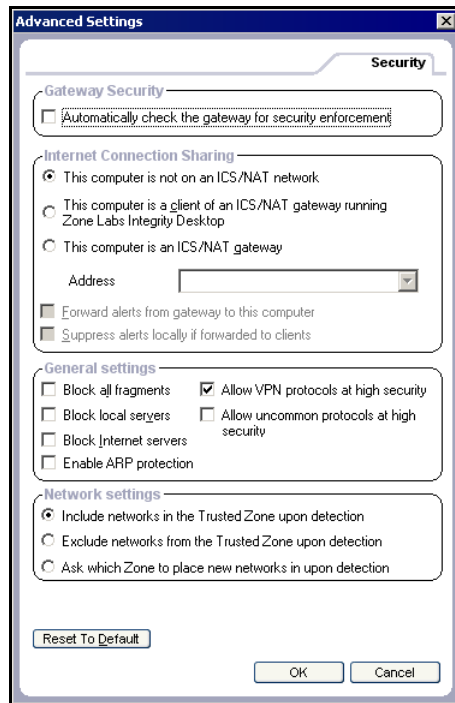 Advanced Settings
Security
Gateway Security
Automatically check the gateway for security enforcement
Internet Connection Sharing
This computer is not on an ICS/NAT network
This computer is a client of an ICS/NAT gateway running
Zone Labs Integrity Desktop
This computer is an ICS/NAT gateway
Address
Forward alerts from gateway to this computer
Suppress alerts locally if forwarded to clients
General settings
Block all fragments
Allow VPN protocols at high security
Block local servers
Allow uncommon protocols at high
security
Block Internet servers
Enable ARP protection
Network settings
Include networks in the Trusted Zone upon detection
Exclude networks from the Trusted Zone upon detection
Ask which Zone to place new networks in upon detection
Reset To Default
OK
Cancel